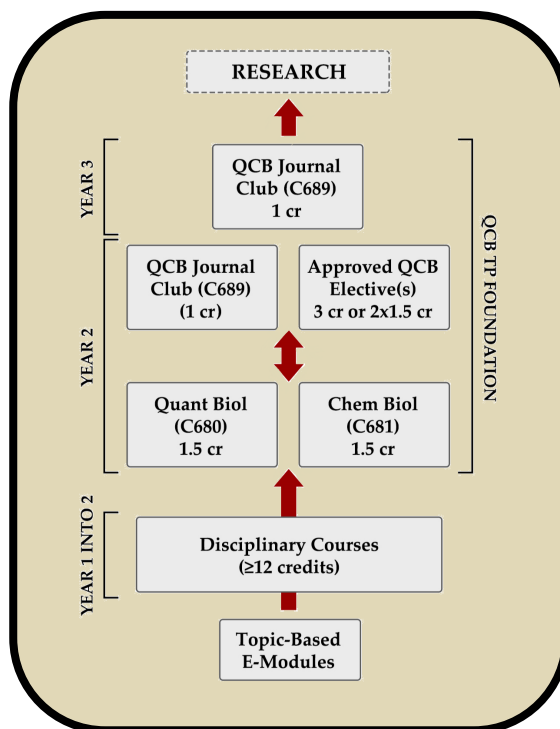 RESEARCH
YEAR 3
QCB Journal
Club (C689)
1 cr
QCB TP FOUNDATION
YEAR 2
QCB Journal
Club (C689)
(1 cr)
Approved QCB
Elective(s)
3 cr or 2x1.5 cr
Quant Biol
(C680)
1.5 cr
Chem Biol
(C681)
1.5 cr
YEAR 1 INTO 2
Disciplinary Courses
(≥12 credits)
Topic-Based
E-Modules